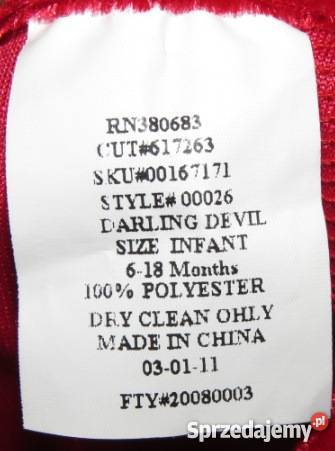 RN380683
CUT#617263
SKU#00167171
STYLE# 00026
DARLING DEVIL
SIZE INFANT
6-18 Months
100% POLYESTER
DRY CLEAN OHLY
MADE IN CHINA
03-01-11
FTY#20080003
Sprzedajemy.pl